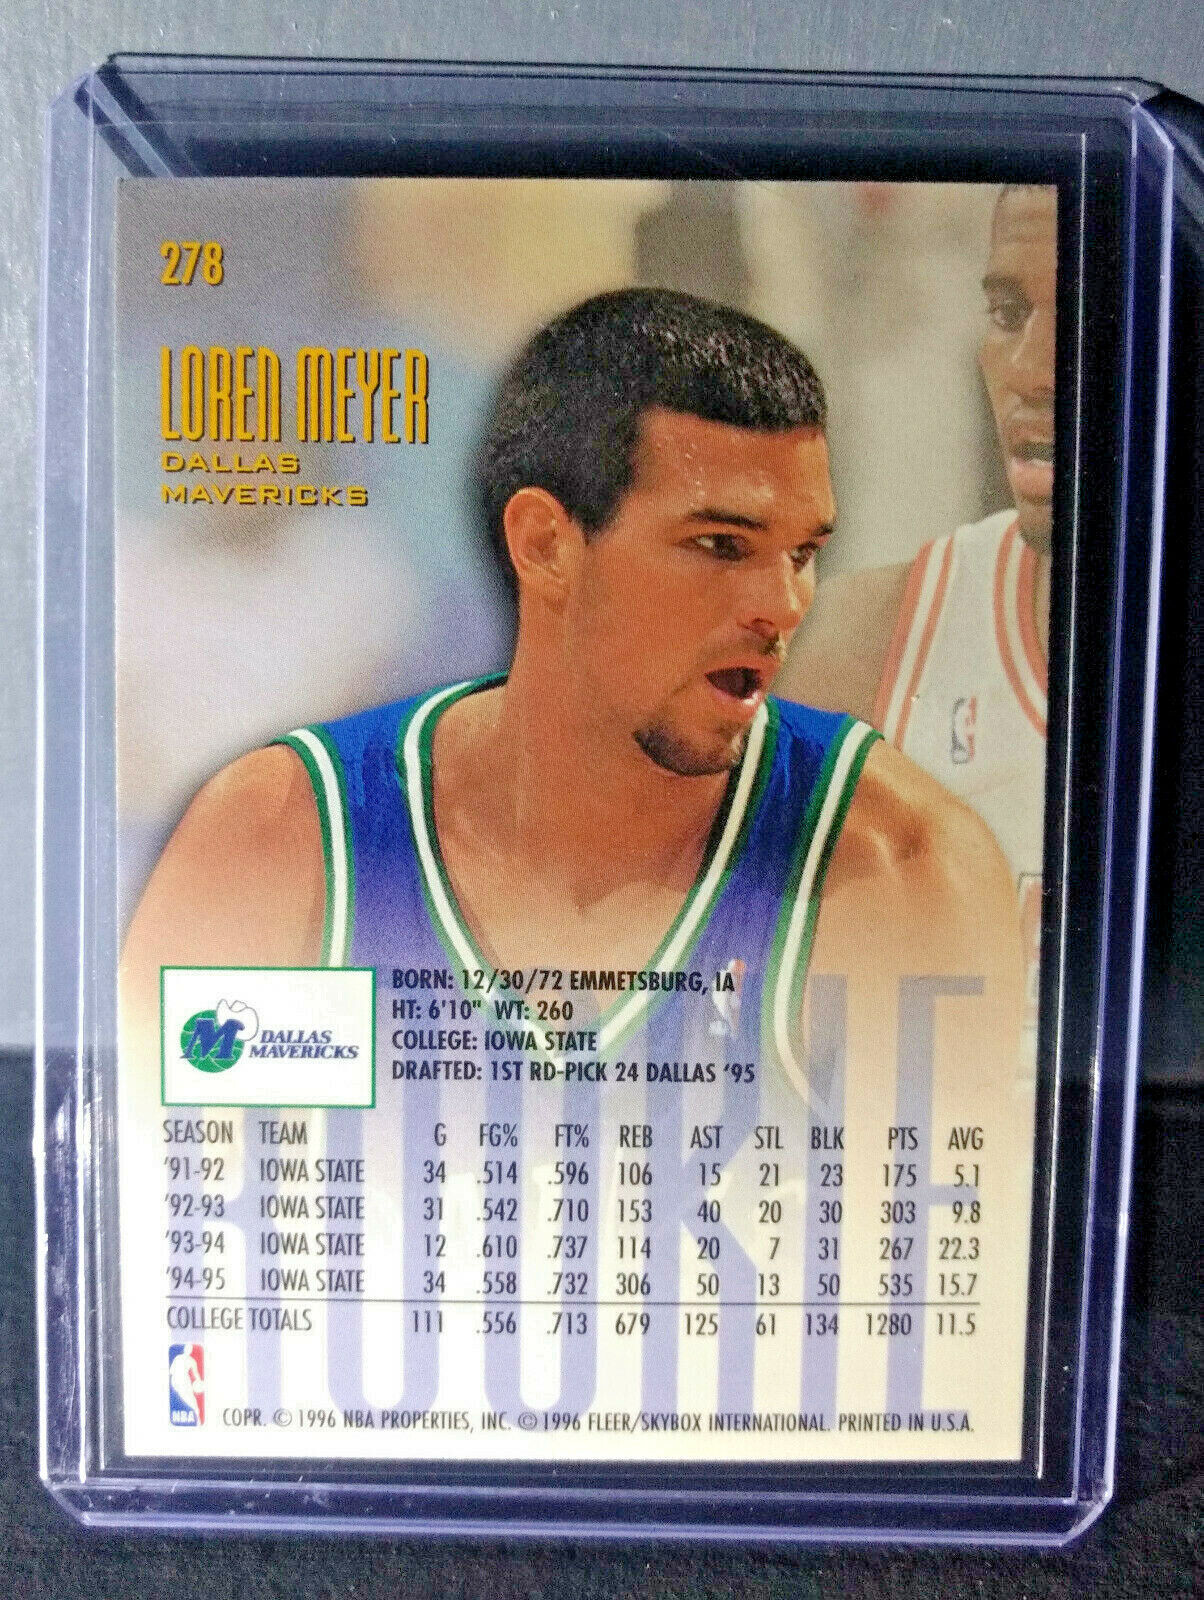 278
LOREN MEYER
DALLAS
MAVERICKS
BORN: 12/30/72 EMMETSBURG, IA
HT: 6'10" WT: 260
COLLEGE: IOWA STATE
DRAFTED: 1ST RD-PICK 24 DALLAS '95
M DALLAS
MAVERICKS
ROOKIE
SEASON TEAM G FG% FT% REB AST STL BLK PTS AVG
'91-92 IOWA STATE 34 .514 .596 106 15 21 23 175 5.1
'92-93 IOWA STATE 31 .542 .710 153 40 20 30 303 9.8
'93-94 IOWA STATE 12 .610 .737 114 20 7 31 267 22.3
'94-95 IOWA STATE 34 .558 .732 306 50 13 50 535 15.7
COLLEGE TOTALS 111 .556 .713 679 125 61 134 1280 11.5
NBA
COPR. © 1996 NBA PROPERTIES, INC. © 1996 FLEER/SKYBOX INTERNATIONAL. PRINTED IN U.S.A.